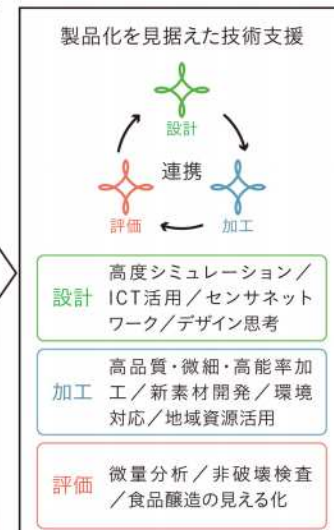 製品化を見据えた技術支援
設計
連携
評価
加工
設計
高度シミュレーション／
ICT活用／センサネット
ワーク／デザイン思考
加工
高品質・微細・高能率加
工／新素材開発／環境
対応／地域資源活用
評価
微量分析／非破壊検査
／食品醸造の見える化